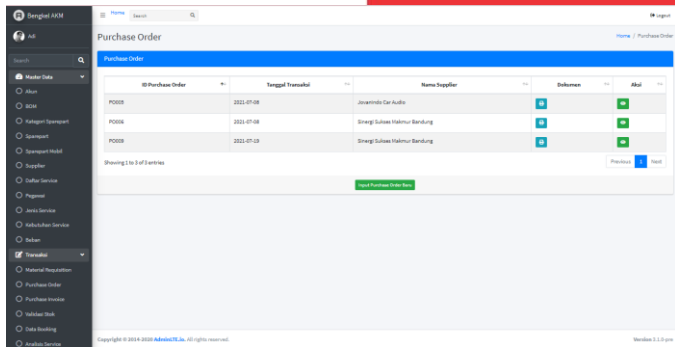 Bengkel AKM
Home
Search
Logout
Adi
Purchase Order
Home / Purchase Order
Search
Purchase Order
Master Data
ID Purchase Order
Tanggal Transaksi
Nama Supplier
Dokumen
Aksi
Akun
PO005
2021-07-08
Jovanindo Car Audio
BOM
PO006
2021-07-08
Sinergi Sukses Makmur Bandung
Kategori Sparepart
PO009
2021-07-19
Sinergi Sukses Makmur Bandung
Sparepart
Showing 1 to 3 of 3 entries
Previous 1 Next
Sparepart Mobil
Supplier
Input Purchase Order Baru
Daftar Service
Pegawai
Jenis Service
Kebutuhan Service
Beban
Transaksi
Material Requisition
Purchase Order
Purchase Invoice
Validasi Stok
Data Booking
Analisis Service
Copyright © 2014-2020 AdminLTE.io. All rights reserved.
Version 3.1.0-pre